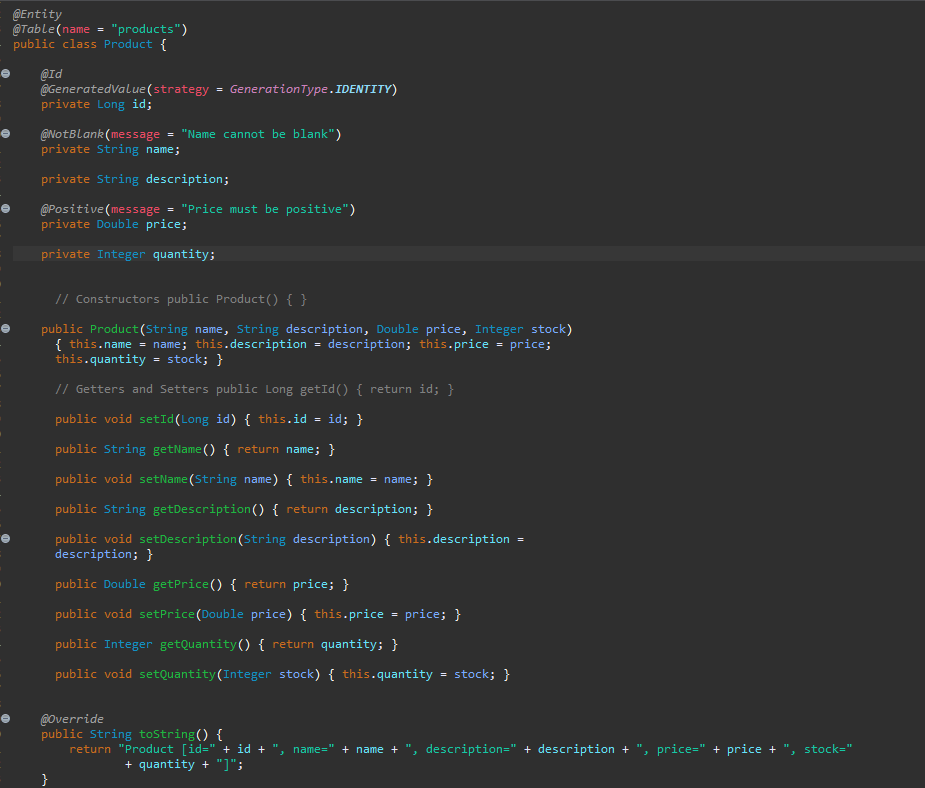 @Entity
@Table(name = "products")
public class Product {
@Id
@GeneratedValue(strategy = GenerationType.IDENTITY)
private Long id;
@NotBlank(message = "Name cannot be blank")
private String name;
private String description;
@Positive(message = "Price must be positive")
private Double price;
private Integer quantity;
// Constructors public Product() { }
public Product(String name, String description, Double price, Integer stock)
{ this.name = name; this.description = description; this.price = price;
this.quantity = stock; }
// Getters and Setters public Long getId() { return id; }
public void setId(Long id) { this.id = id; }
public String getName() { return name; }
public void setName(String name) { this.name = name; }
public String getDescription() { return description; }
public void setDescription(String description) { this.description =
description; }
public Double getPrice() { return price; }
public void setPrice(Double price) { this.price = price; }
public Integer getQuantity() { return quantity; }
public void setQuantity(Integer stock) { this.quantity = stock; }
@Override
public String toString() {
return "Product [id=" + id + ", name=" + name + ", description=" + description + ", price=" + price + ", stock="
+ quantity + "]";
}